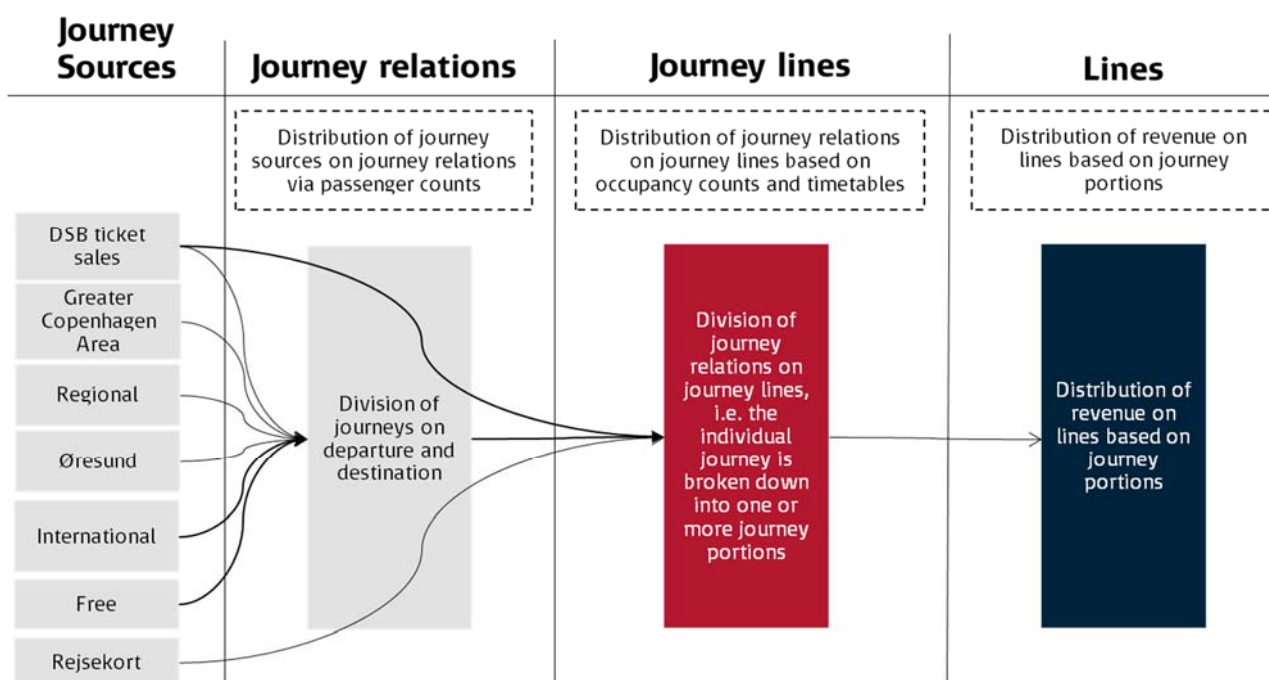 Journey
Sources
Journey relations
Journey lines
Lines
Distribution of journey
sources on journey relations
via passenger counts
Distribution of journey relations
on journey lines based on
occupancy counts and timetables
Distribution of revenue on
lines based on journey
portions
DSB ticket
sales
Greater
Copenhagen
Area
Regional
Øresund
International
Free
Rejsekort
Division of
journeys on
departure and
destination
Division of
journey
relations on
journey lines,
i.e. the
individual
journey is
broken down
into one or
more journey
portions
Distribution of
revenue on
lines based on
journey
portions